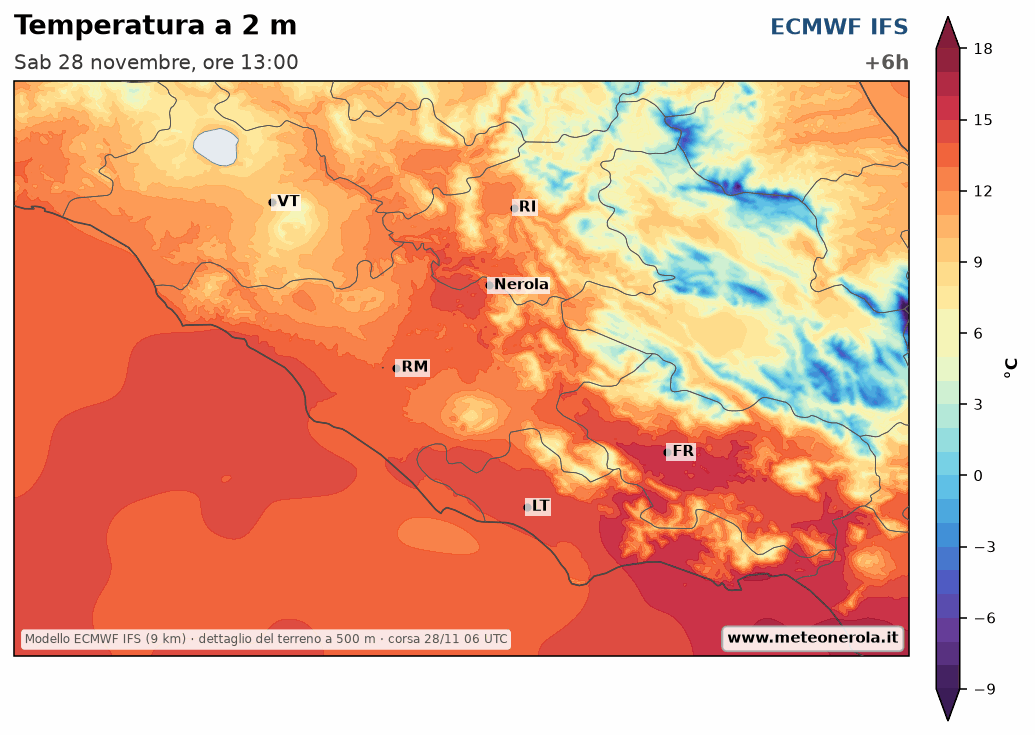 Temperatura a 2 m
ECMWF IFS
Sab 28 novembre, ore 13:00
+6h
VT
RI
Nerola
RM
FR
LT
18
15
12
9
6
3
0
−3
−6
−9
°C
Modello ECMWF IFS (9 km) · dettaglio del terreno a 500 m · corsa 28/11 06 UTC
www.meteonerola.it